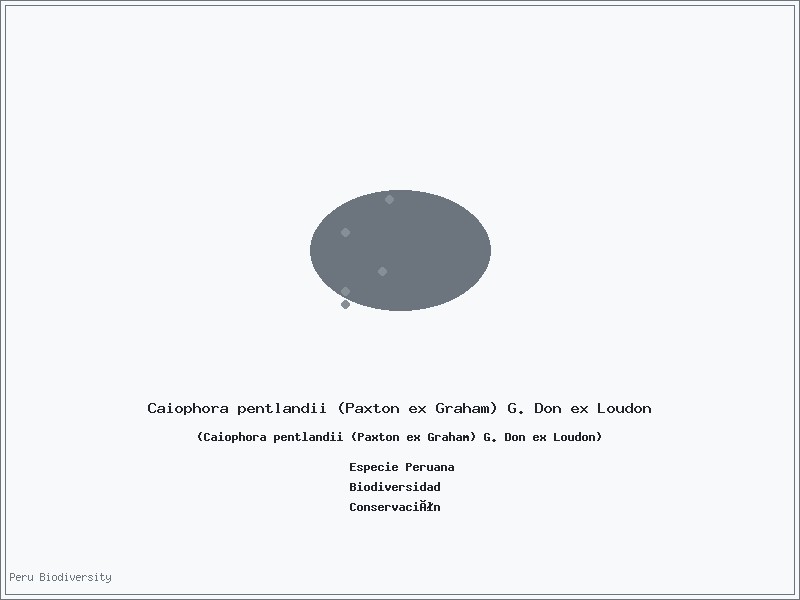 Caiophora pentlandii (Paxton ex Graham) G. Don ex Loudon
(Caiophora pentlandii (Paxton ex Graham) G. Don ex Loudon)
Especie Peruana
Biodiversidad
ConservaciÃłn
Peru Biodiversity